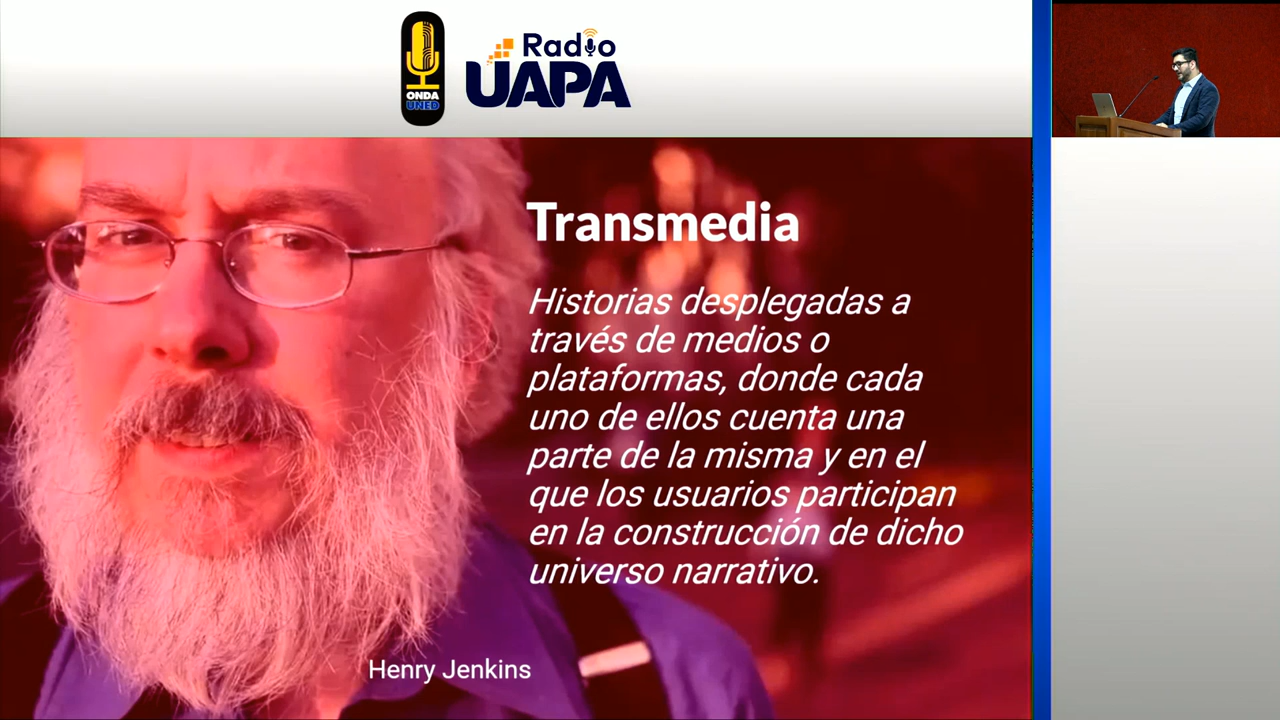 ONDA
UNED
Radio
UAPA
Transmedia
Historias desplegadas a
través de medios o
plataformas, donde cada
uno de ellos cuenta una
parte de la misma y en el
que los usuarios participan
en la construcción de dicho
universo narrativo.
Henry Jenkins